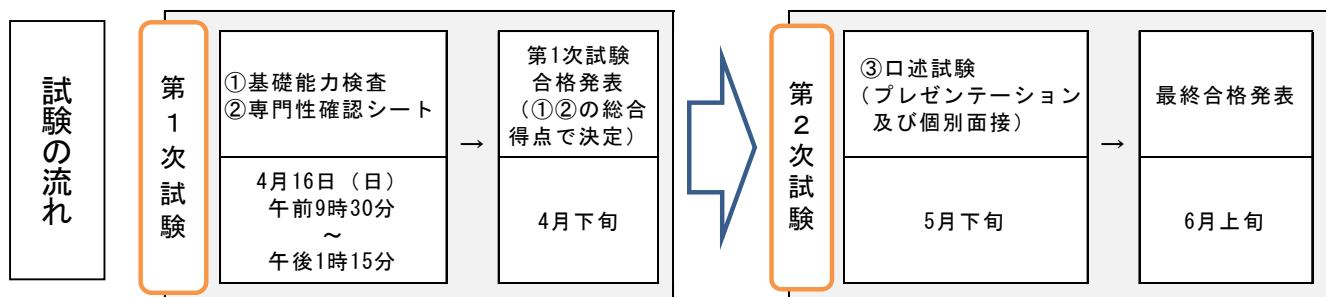 試験の流れ
第1次試験
①基礎能力検査
②専門性確認シート
4月16日（日）
午前9時30分
～
午後1時15分
→
第1次試験
合格発表
（①②の総合
得点で決定）
4月下旬
第2次試験
③口述試験
（プレゼンテーション
及び個別面接）
5月下旬
→
最終合格発表
6月上旬